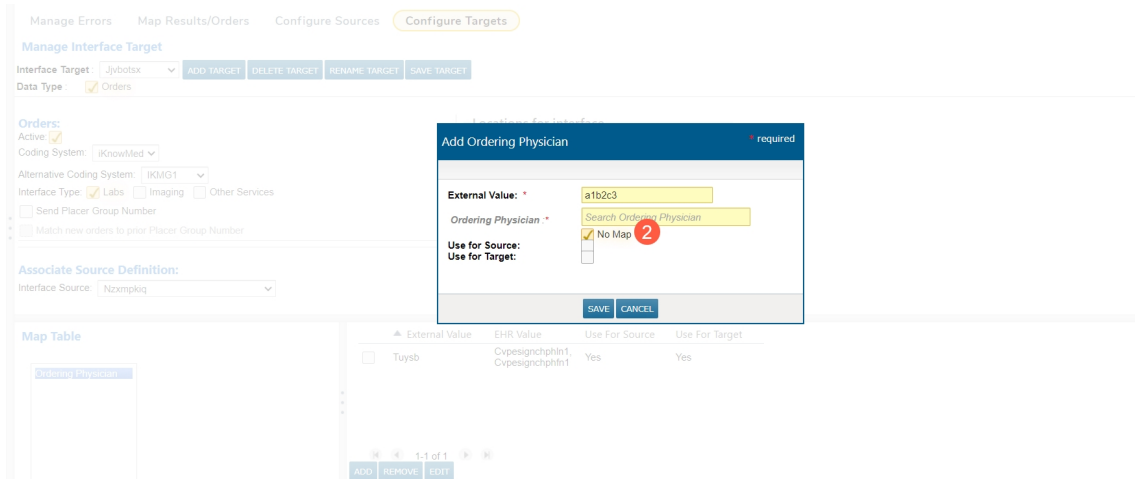 Manage Errors Map Results/Orders Configure Sources Configure Targets
Manage Interface Target
Interface Target : Jjvbotsx ADD TARGET DELETE TARGET RENAME TARGET SAVE TARGET
Data Type : Orders
Orders:
Active:
Coding System: iKnowMed
Alternative Coding System: IKMG1
Interface Type: Labs Imaging Other Services
Send Placer Group Number
Match new orders to prior Placer Group Number
Locations for interface
Associate Source Definition:
Interface Source: Nzxmpkiq
Add Ordering Physician * required
External Value: * a1b2c3
Ordering Physician :* Search Ordering Physician
No Map 2
Use for Source:
Use for Target:
SAVE CANCEL
Map Table
Ordering Physician
External Value EHR Value Use For Source Use For Target
Tuysb Cvpesignchphln1, Yes Yes
Cvpesignchphfn1
1-1 of 1
ADD REMOVE EDIT